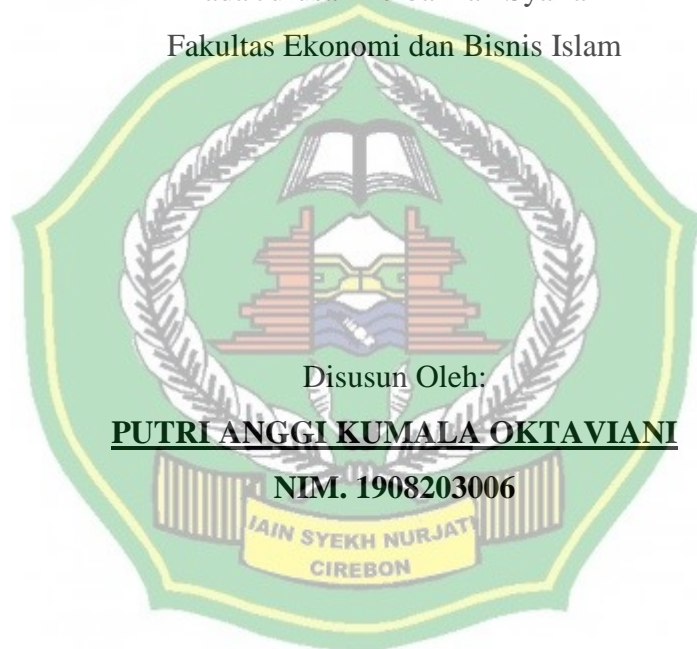 Fakultas Ekonomi dan Bisnis Islam
Disusun Oleh:
PUTRI ANGGI KUMALA OKTAVIANI
NIM. 1908203006
IAIN SYEKH NURJATI
CIREBON